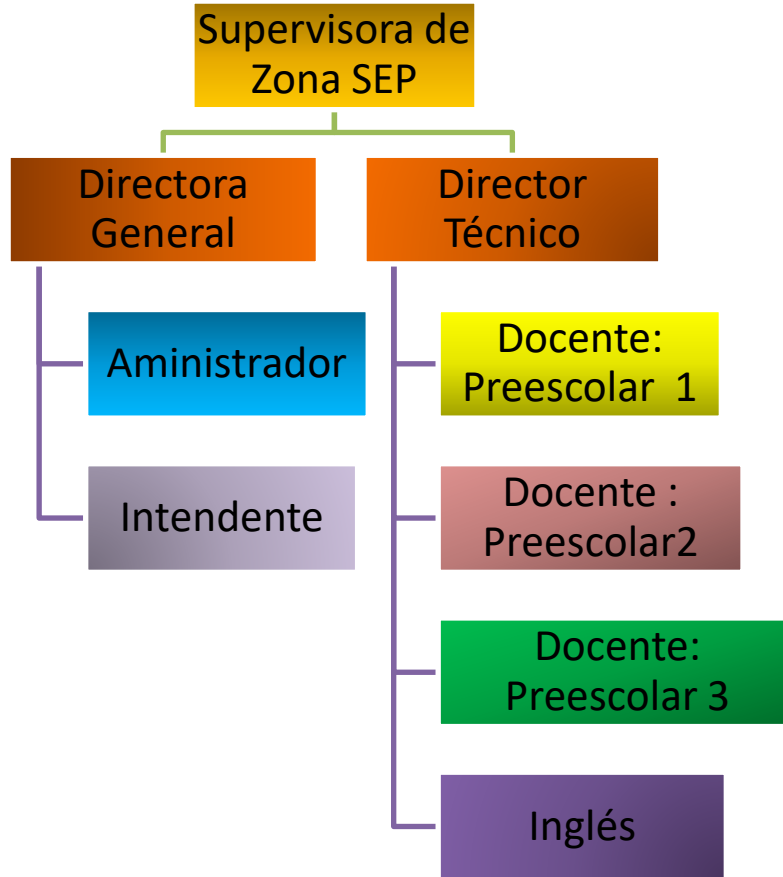 Supervisora de
Zona SEP
Directora
General
Director
Técnico
Aministrador
Intendente
Docente:
Preescolar 1
Docente :
Preescolar2
Docente:
Preescolar 3
Inglés